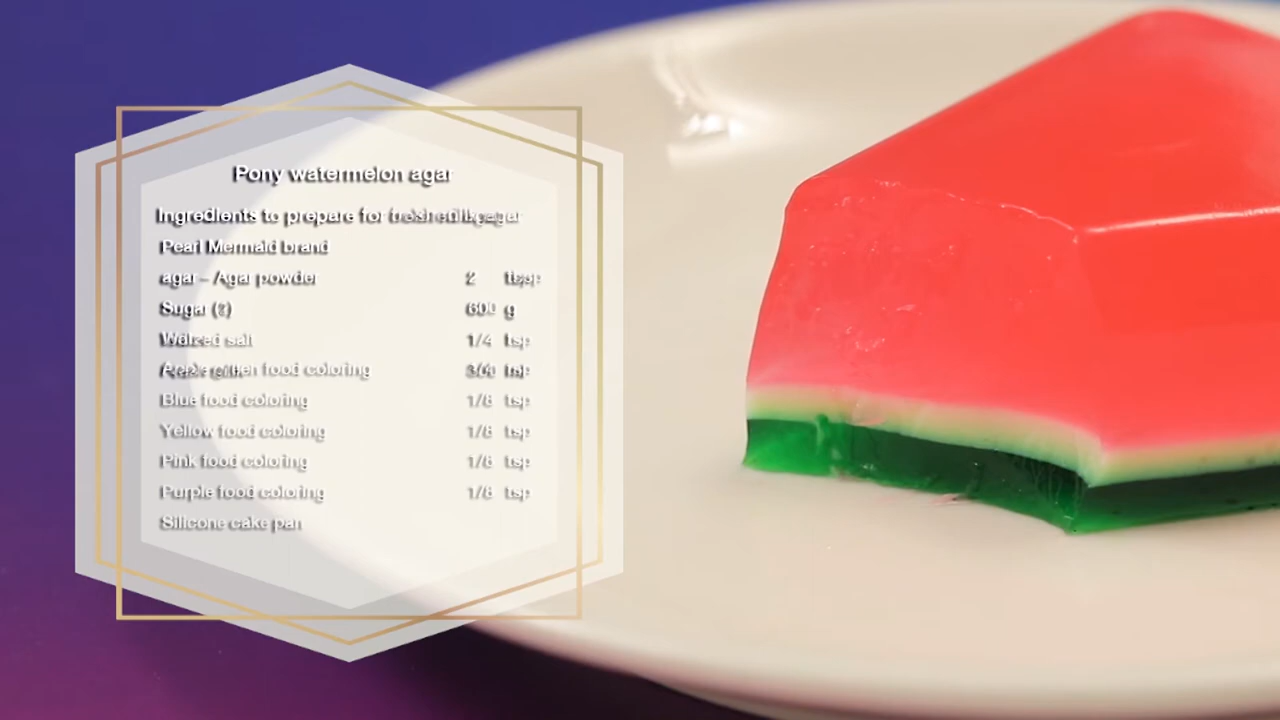 Pony watermelon agar
Ingredients to prepare for
Pearl Mermaid brand
agar – Agar powder 2
Suga (?) 600 g
salt 1/4 tsp
food coloring
Blue food coloring 1/8 tsp
Yellow food coloring 1/8 tsp
Pink food coloring 1/8 tsp
Purple food coloring 1/8 tsp
Silicone cake pan